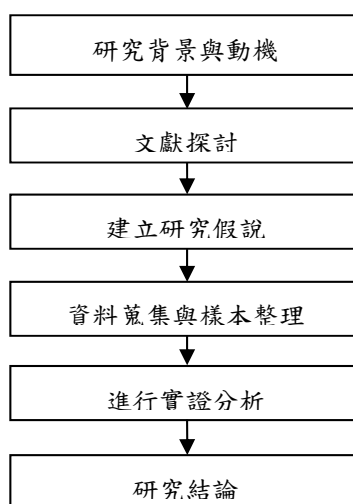 研究背景與動機
文獻探討
建立研究假說
資料蒐集與樣本整理
進行實證分析
研究結論